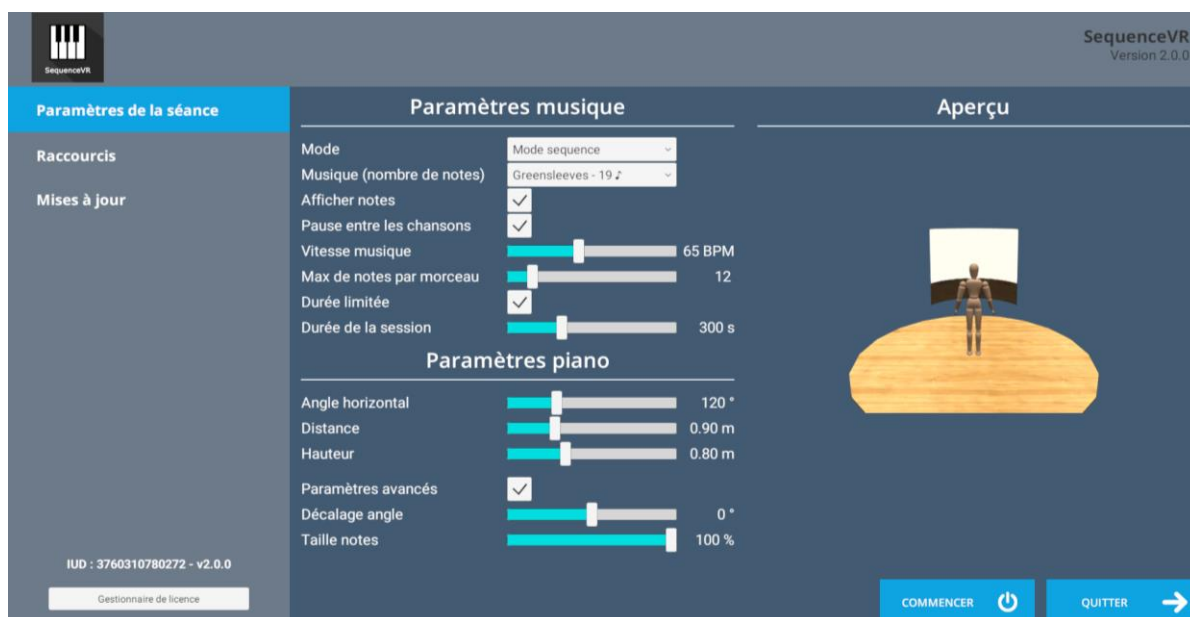 SequenceVR
SequenceVR
Version 2.0.0
Paramètres de la séance
Raccourcis
Mises à jour
IUD : 3760310780272 - v2.0.0
Gestionnaire de licence
Paramètres musique
Mode Mode sequence
Musique (nombre de notes) Greensleeves - 19 ♪
Afficher notes
Pause entre les chansons
Vitesse musique 65 BPM
Max de notes par morceau 12
Durée limitée
Durée de la session 300 s
Paramètres piano
Angle horizontal 120 °
Distance 0.90 m
Hauteur 0.80 m
Paramètres avancés
Décalage angle 0 °
Taille notes 100 %
Aperçu
COMMENCER
QUITTER